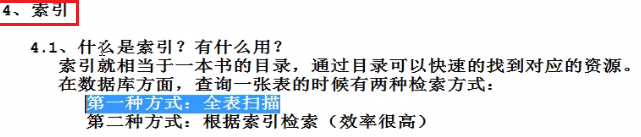 4、索引
4.1、什么是索引？有什么用？
索引就相当于一本书的目录，通过目录可以快速的找到对应的资源。
在数据库方面，查询一张表的时候有两种检索方式：
第一种方式：全表扫描
第二种方式：根据索引检索（效率很高）